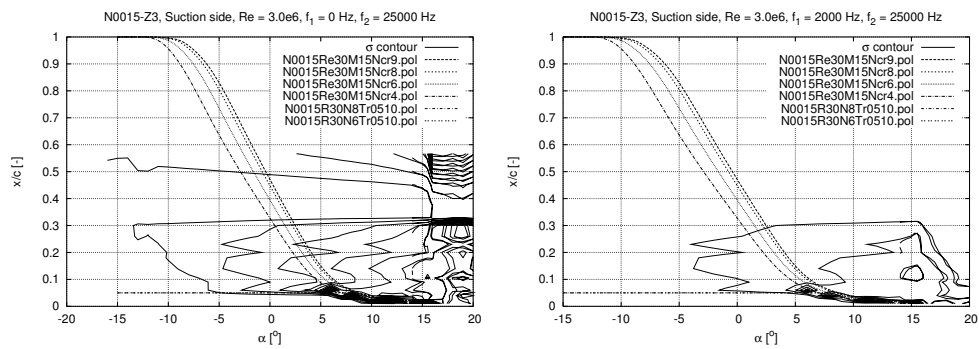 N0015-Z3, Suction side, Re = 3.0e6, f1 = 0 Hz, f2 = 25000 Hz
σ contour
N0015Re30M15Ncr9.pol
N0015Re30M15Ncr8.pol
N0015Re30M15Ncr6.pol
N0015Re30M15Ncr4.pol
N0015R30N8Tr0510.pol
N0015R30N6Tr0510.pol
x/c [-]
1
0.9
0.8
0.7
0.6
0.5
0.4
0.3
0.2
0.1
0
-20 -15 -10 -5 0 5 10 15 20
α [°]
N0015-Z3, Suction side, Re = 3.0e6, f1 = 2000 Hz, f2 = 25000 Hz
σ contour
N0015Re30M15Ncr9.pol
N0015Re30M15Ncr8.pol
N0015Re30M15Ncr6.pol
N0015Re30M15Ncr4.pol
N0015R30N8Tr0510.pol
N0015R30N6Tr0510.pol
x/c [-]
1
0.9
0.8
0.7
0.6
0.5
0.4
0.3
0.2
0.1
0
-15 -10 -5 0 5 10 15 20
α [°]